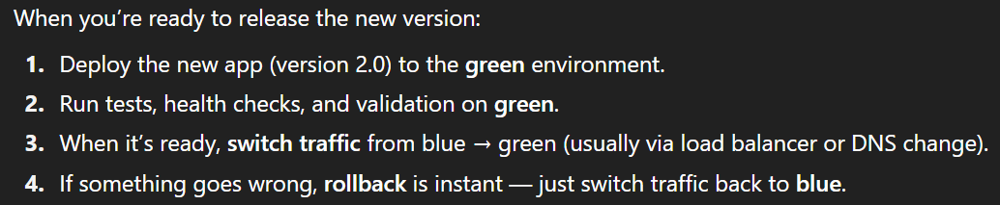 When you’re ready to release the new version:
1. Deploy the new app (version 2.0) to the green environment.
2. Run tests, health checks, and validation on green.
3. When it’s ready, switch traffic from blue → green (usually via load balancer or DNS change).
4. If something goes wrong, rollback is instant — just switch traffic back to blue.